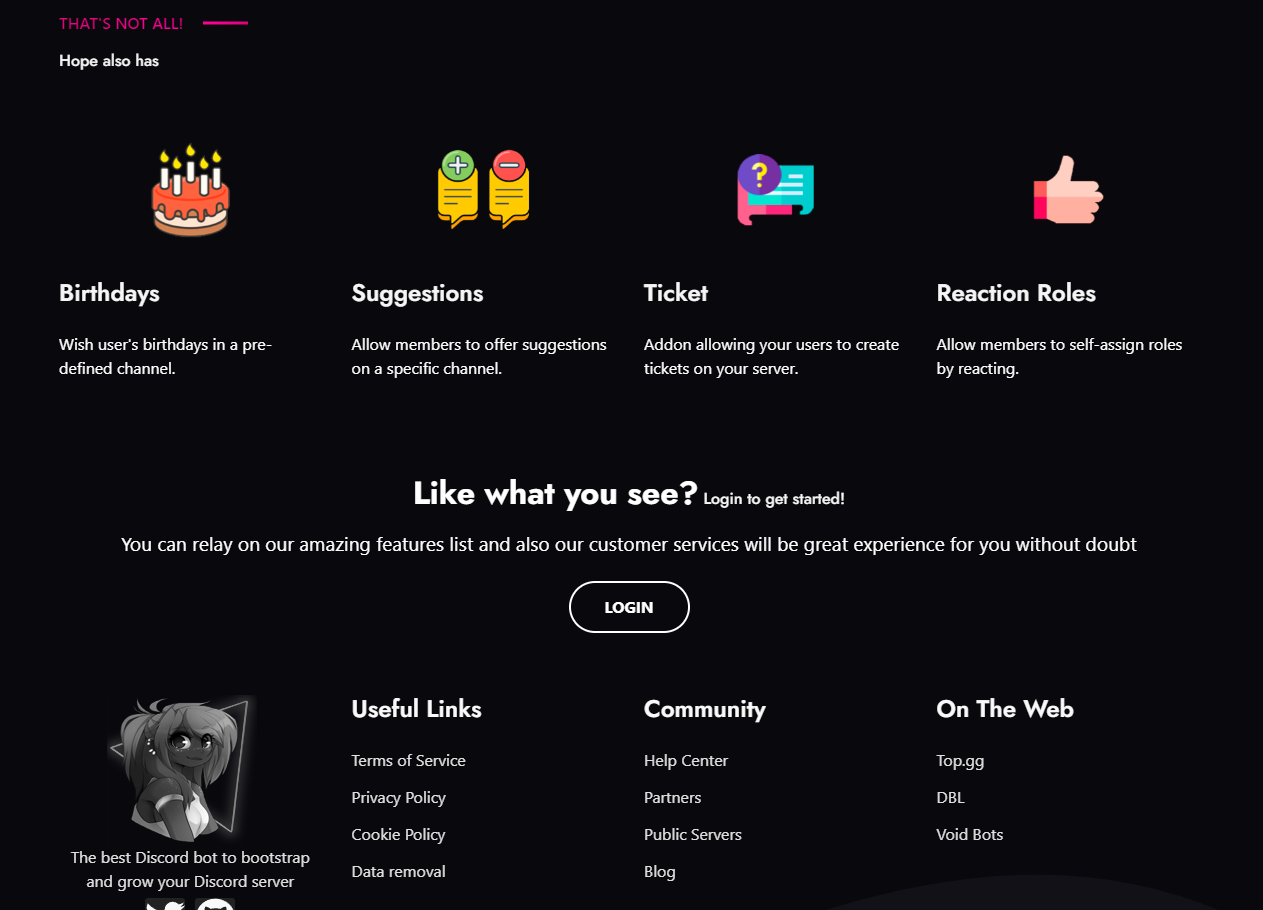 THAT'S NOT ALL!
Hope also has
Birthdays
Wish user's birthdays in a pre-
defined channel.
Suggestions
Allow members to offer suggestions
on a specific channel.
Ticket
Addon allowing your users to create
tickets on your server.
Reaction Roles
Allow members to self-assign roles
by reacting.
Like what you see? Login to get started!
You can relay on our amazing features list and also our customer services will be great experience for you without doubt
LOGIN
The best Discord bot to bootstrap
and grow your Discord server
Useful Links
Terms of Service
Privacy Policy
Cookie Policy
Data removal
Community
Help Center
Partners
Public Servers
Blog
On The Web
Top.gg
DBL
Void Bots